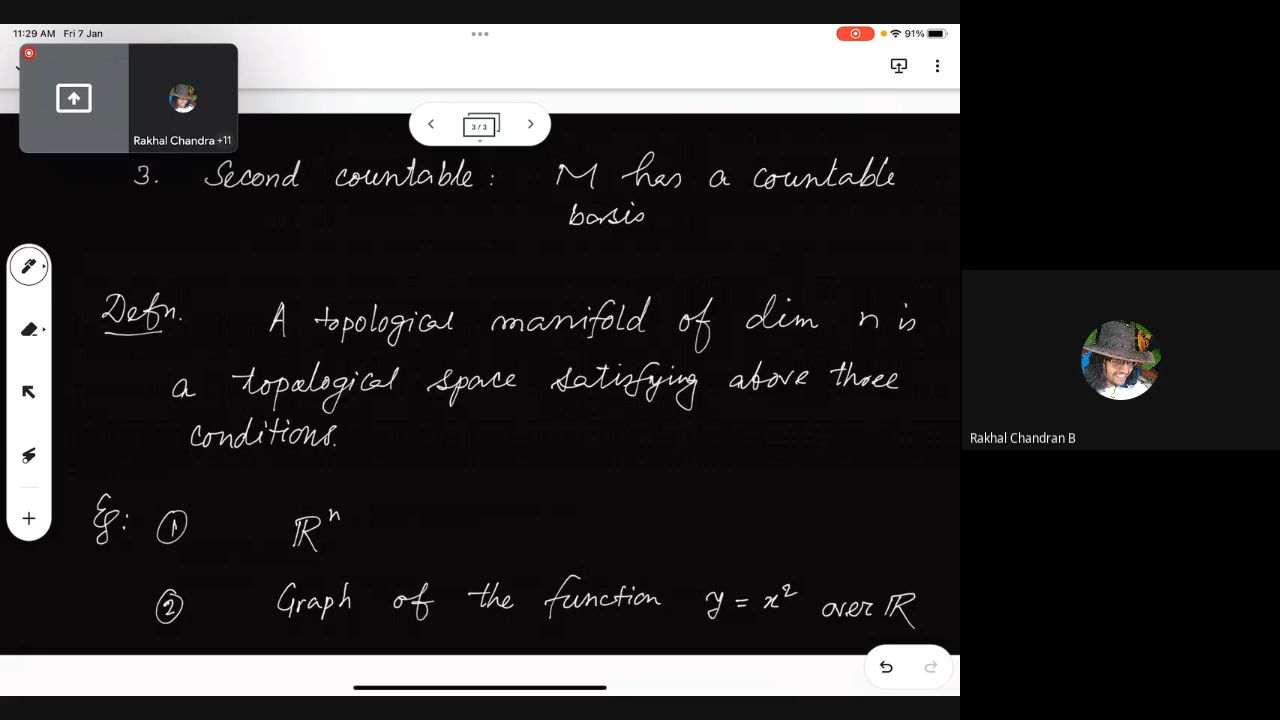 11:29 AM Fri 7 Jan
91%
Rakhal Chandra +11
3 / 3
3. Second countable: M has a countable
basis
Defn. A topological manifold of dim n is
a topological space satisfying above three
conditions.
Eg: ① ℝⁿ
② Graph of the function y = x² over ℝ
Rakhal Chandran B